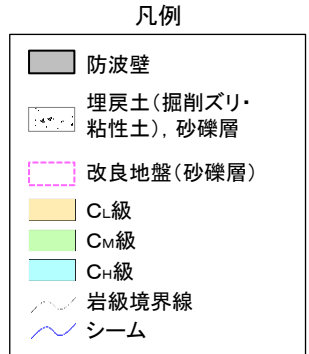 凡例
防波壁
埋戻土(掘削ズリ・
粘性土),砂礫層
改良地盤(砂礫層)
CL級
CM級
CH級
岩級境界線
シーム